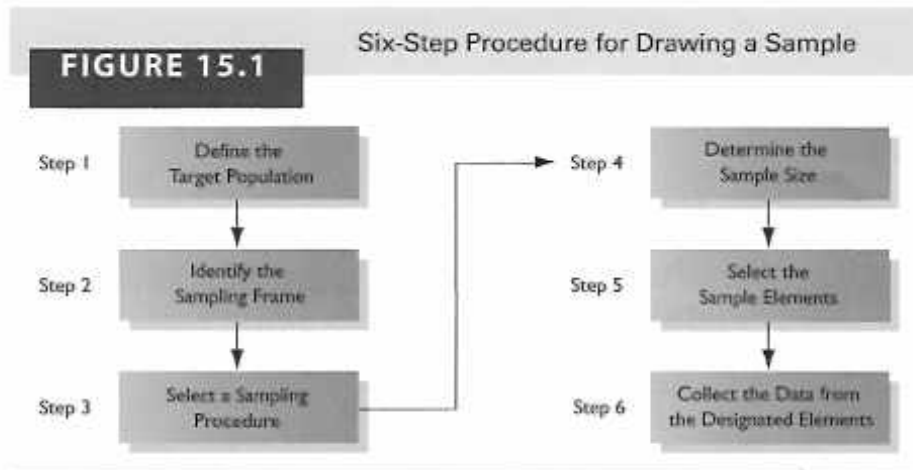 FIGURE 15.1
Six-Step Procedure for Drawing a Sample
Step 1
Define the
Target Population
Step 2
Identify the
Sampling Frame
Step 3
Select a Sampling
Procedure
Step 4
Determine the
Sample Size
Step 5
Select the
Sample Elements
Step 6
Collect the Data from
the Designated Elements